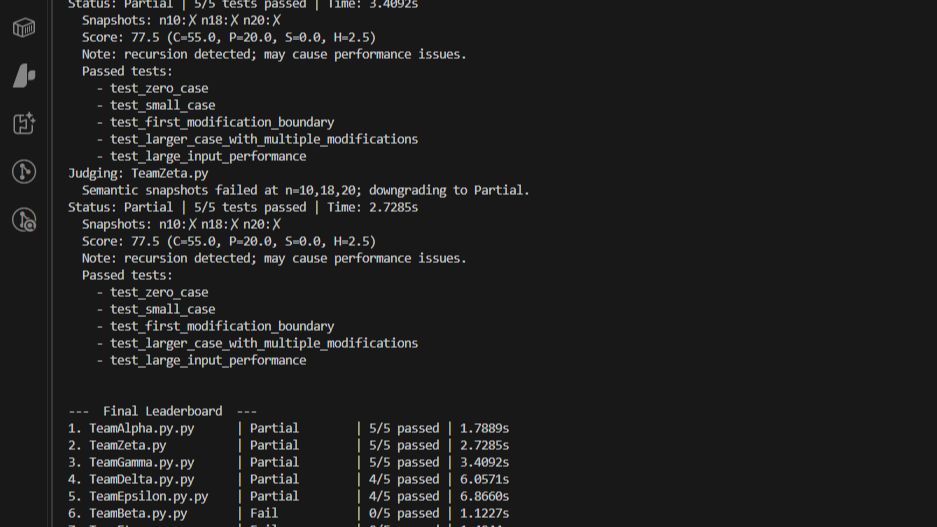 Status: Partial | 5/5 tests passed | Time: 3.4092s
Snapshots: n10:✗ n18:✗ n20:✗
Score: 77.5 (C=55.0, P=20.0, S=0.0, H=2.5)
Note: recursion detected; may cause performance issues.
Passed tests:
- test_zero_case
- test_small_case
- test_first_modification_boundary
- test_larger_case_with_multiple_modifications
- test_large_input_performance
Judging: TeamZeta.py
Semantic snapshots failed at n=10,18,20; downgrading to Partial.
Status: Partial | 5/5 tests passed | Time: 2.7285s
Snapshots: n10:✗ n18:✗ n20:✗
Score: 77.5 (C=55.0, P=20.0, S=0.0, H=2.5)
Note: recursion detected; may cause performance issues.
Passed tests:
- test_zero_case
- test_small_case
- test_first_modification_boundary
- test_larger_case_with_multiple_modifications
- test_large_input_performance
--- Final Leaderboard ---
1. TeamAlpha.py.py | Partial | 5/5 passed | 1.7889s
2. TeamZeta.py | Partial | 5/5 passed | 2.7285s
3. TeamGamma.py.py | Partial | 5/5 passed | 3.4092s
4. TeamDelta.py.py | Partial | 4/5 passed | 6.0571s
5. TeamEpsilon.py.py | Partial | 4/5 passed | 6.8660s
6. TeamBeta.py.py | Fail | 0/5 passed | 1.1227s